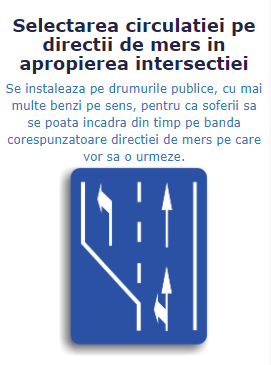 Selectarea circulatiei pe
directii de mers in
apropierea intersectiei
Se instaleaza pe drumurile publice, cu mai
multe benzi pe sens, pentru ca soferii sa
se poata incadra din timp pe banda
corespunzatoare directiei de mers pe care
vor sa o urmeze.